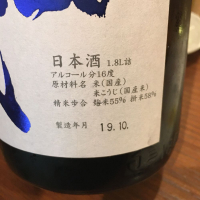 日本酒 1.8L詰
アルコール分16度
原材料名 米(国産)
米こうじ(国産米)
精米歩合 麹米55% 掛米58%
製造年月 19.10.